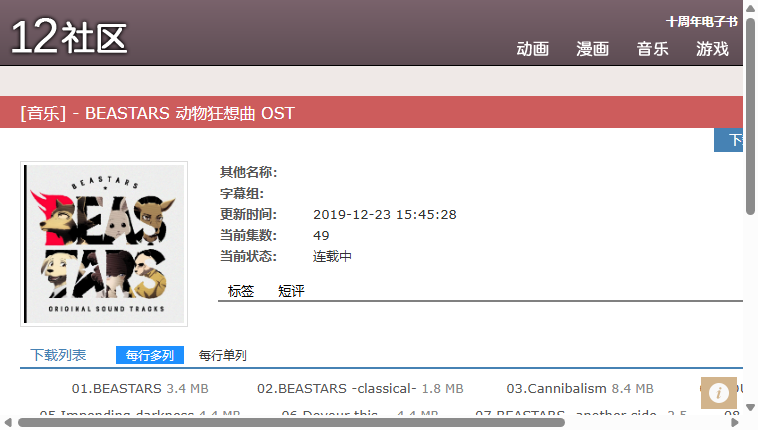 十周年电子书
12社区
动画 漫画 音乐 游戏
[音乐] - BEASTARS 动物狂想曲 OST
BEASTARS
BEAS
TARS
ORIGINAL SOUND TRACKS
其他名称:
字幕组:
更新时间: 2019-12-23 15:45:28
当前集数: 49
当前状态: 连载中
标签 短评
下载列表 每行多列 每行单列
01.BEASTARS 3.4 MB 02.BEASTARS -classical- 1.8 MB 03.Cannibalism 8.4 MB
05.Impending darkness 4.4 MB 06.Devour this... 4.4 MB 07.BEASTARS -another side- 2.5 08